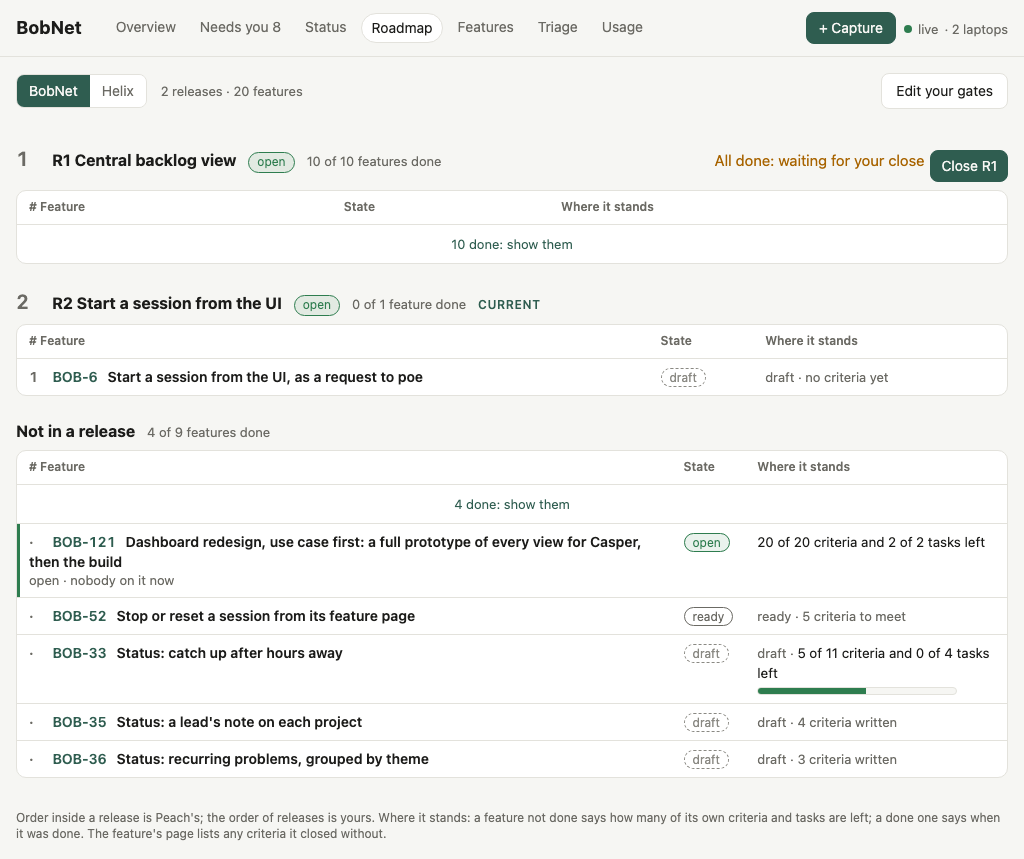 BobNet Overview Needs you 8 Status Roadmap Features Triage Usage + Capture live · 2 laptops
BobNet Helix 2 releases · 20 features Edit your gates
1 R1 Central backlog view open 10 of 10 features done All done: waiting for your close Close R1
# Feature State Where it stands
10 done: show them
2 R2 Start a session from the UI open 0 of 1 feature done CURRENT
# Feature State Where it stands
1 BOB-6 Start a session from the UI, as a request to poe draft draft · no criteria yet
Not in a release 4 of 9 features done
# Feature State Where it stands
4 done: show them
· BOB-121 Dashboard redesign, use case first: a full prototype of every view for Casper, open 20 of 20 criteria and 2 of 2 tasks left
then the build
open · nobody on it now
· BOB-52 Stop or reset a session from its feature page ready ready · 5 criteria to meet
· BOB-33 Status: catch up after hours away draft draft · 5 of 11 criteria and 0 of 4 tasks
left
· BOB-35 Status: a lead's note on each project draft draft · 4 criteria written
· BOB-36 Status: recurring problems, grouped by theme draft draft · 3 criteria written
Order inside a release is Peach's; the order of releases is yours. Where it stands: a feature not done says how many of its own criteria and tasks are left; a done one says when
it was done. The feature's page lists any criteria it closed without.